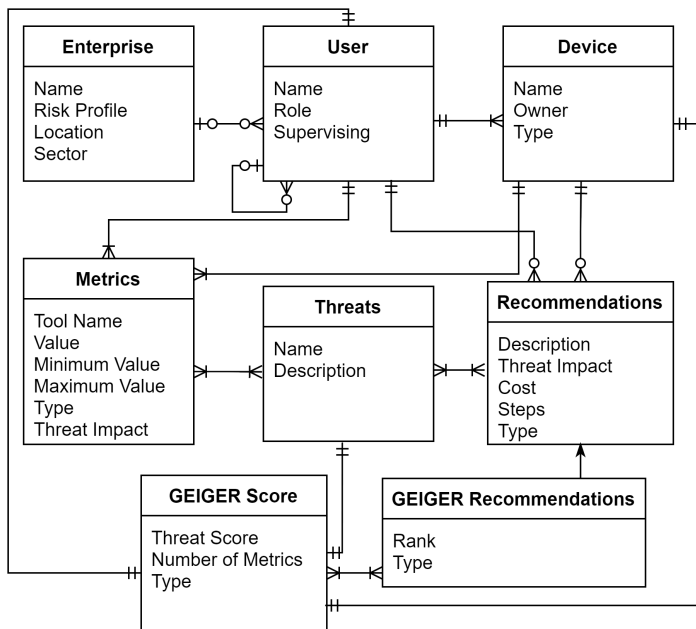 Enterprise
Name
Risk Profile
Location
Sector
User
Name
Role
Supervising
Device
Name
Owner
Type
Metrics
Tool Name
Value
Minimum Value
Maximum Value
Type
Threat Impact
Threats
Name
Description
Recommendations
Description
Threat Impact
Cost
Steps
Type
GEIGER Score
Threat Score
Number of Metrics
Type
GEIGER Recommendations
Rank
Type